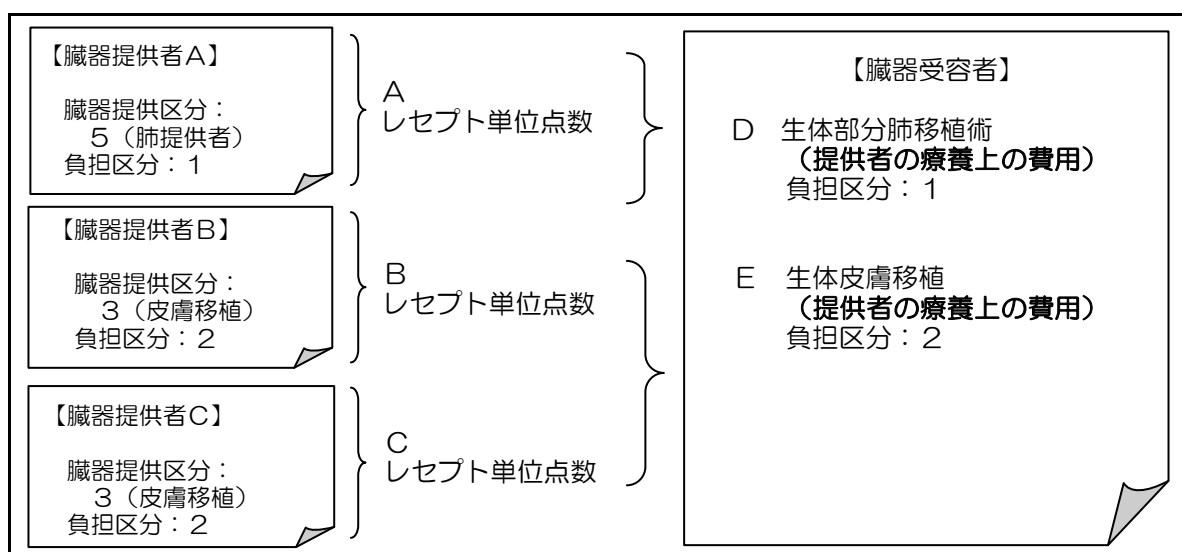 【臓器提供者A】
臓器提供区分：
5（肺提供者）
負担区分：1
A
レセプト単位点数
【臓器提供者B】
臓器提供区分：
3（皮膚移植）
負担区分：2
B
レセプト単位点数
【臓器提供者C】
臓器提供区分：
3（皮膚移植）
負担区分：2
C
レセプト単位点数
【臓器受容者】
D 生体部分肺移植術
（提供者の療養上の費用）
負担区分：1
E 生体皮膚移植
（提供者の療養上の費用）
負担区分：2